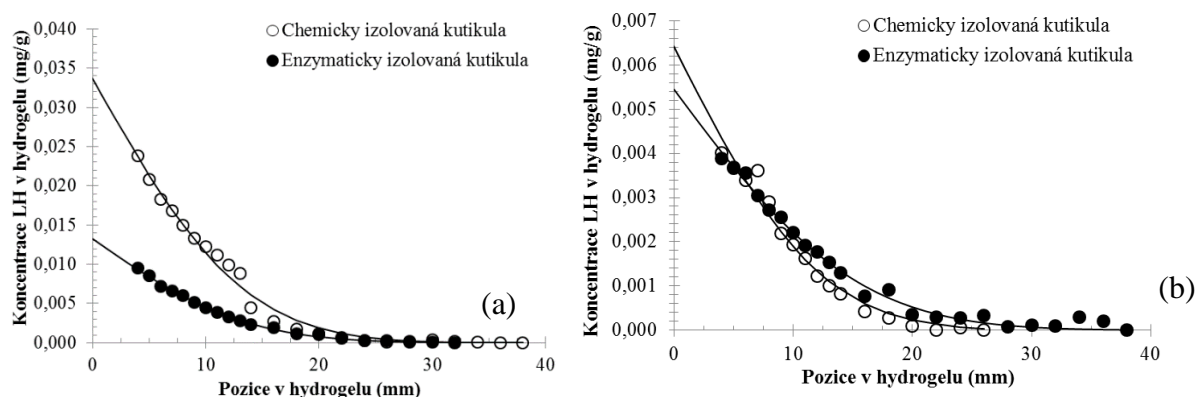 0,040
0,035
0,030
0,025
0,020
0,015
0,010
0,005
0,000
Koncentrace LH v hydrogelu (mg/g)
Chemicky izolovaná kutikula
Enzymaticky izolovaná kutikula
(a)
0 10 20 30 40
Pozice v hydrogelu (mm)
0,007
0,006
0,005
0,004
0,003
0,002
0,001
0,000
Koncentrace LH v hydrogelu (mg/g)
Chemicky izolovaná kutikula
Enzymaticky izolovaná kutikula
(b)
0 10 20 30 40
Pozice v hydrogelu (mm)